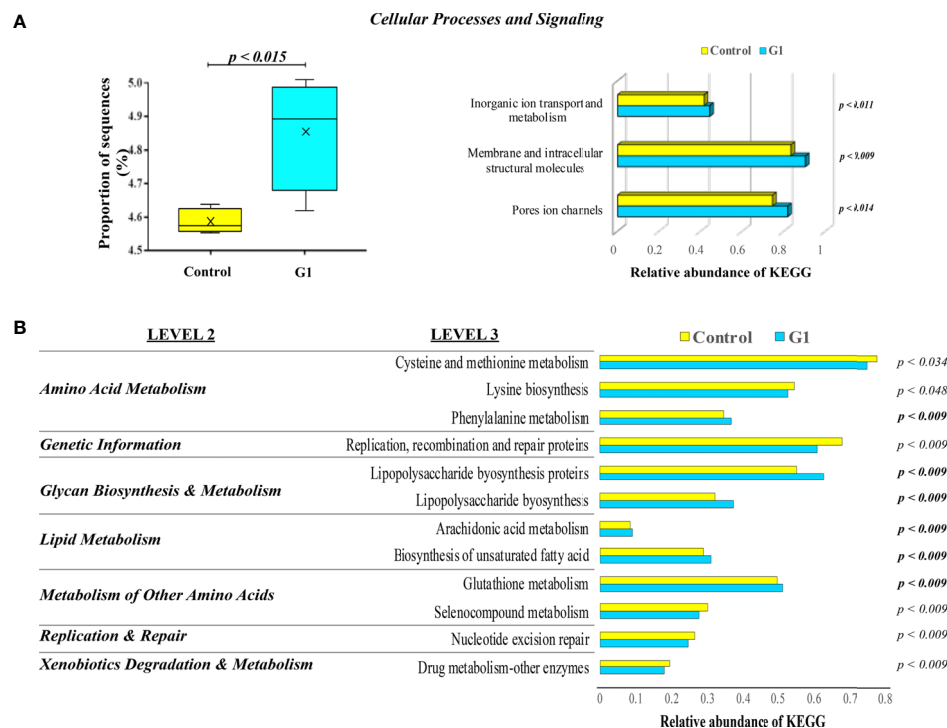 A
Cellular Processes and Signaling
p < 0.015
Proportion of sequences
(%)
5.0
4.9
4.8
4.7
4.6
4.5
Control
G1
Control G1
Inorganic ion transport and
metabolism
p < 0.011
Membrane and intracellular
structural molecules
p < 0.009
Pores ion channels
p < 0.014
0 0.2 0.4 0.6 0.8 1
Relative abundance of KEGG
B
LEVEL 2 LEVEL 3 Control G1
Amino Acid Metabolism
Cysteine and methionine metabolism p < 0.034
Lysine biosynthesis p < 0.048
Phenylalanine metabolism p < 0.009
Genetic Information Replication, recombination and repair proteins p < 0.009
Glycan Biosynthesis & Metabolism
Lipopolysaccharide byosynthesis proteins p < 0.009
Lipopolysaccharide byosynthesis p < 0.009
Lipid Metabolism
Arachidonic acid metabolism p < 0.009
Biosynthesis of unsaturated fatty acid p < 0.009
Metabolism of Other Amino Acids
Glutathione metabolism p < 0.009
Selenocompound metabolism p < 0.009
Replication & Repair Nucleotide excision repair p < 0.009
Xenobiotics Degradation & Metabolism Drug metabolism-other enzymes p < 0.009
0 0.1 0.2 0.3 0.4 0.5 0.6 0.7 0.8
Relative abundance of KEGG